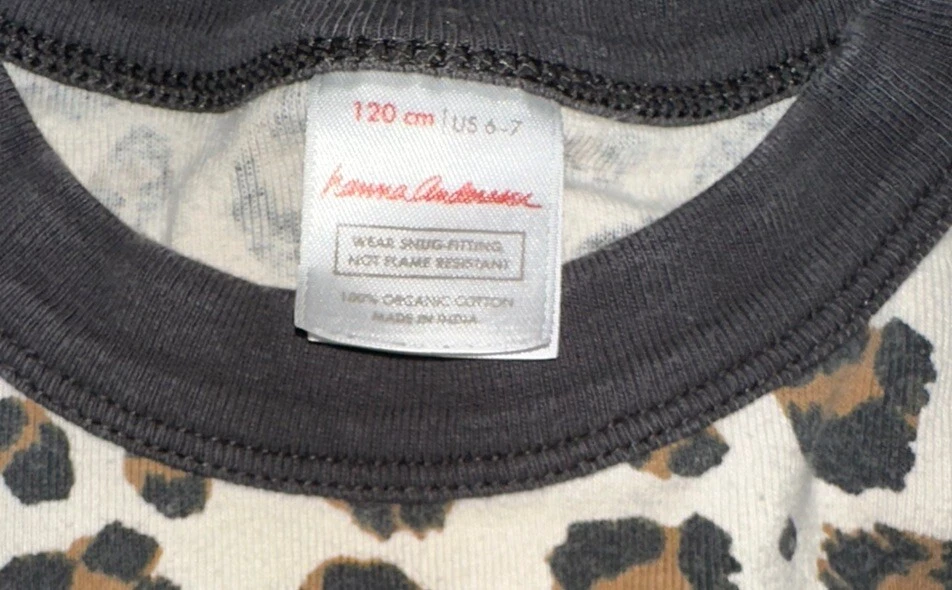 120 cm | US 6-7
hanna Andersson
WEAR SNUG-FITTING,
NOT FLAME RESISTANT
100% ORGANIC COTTON
MADE IN INDIA